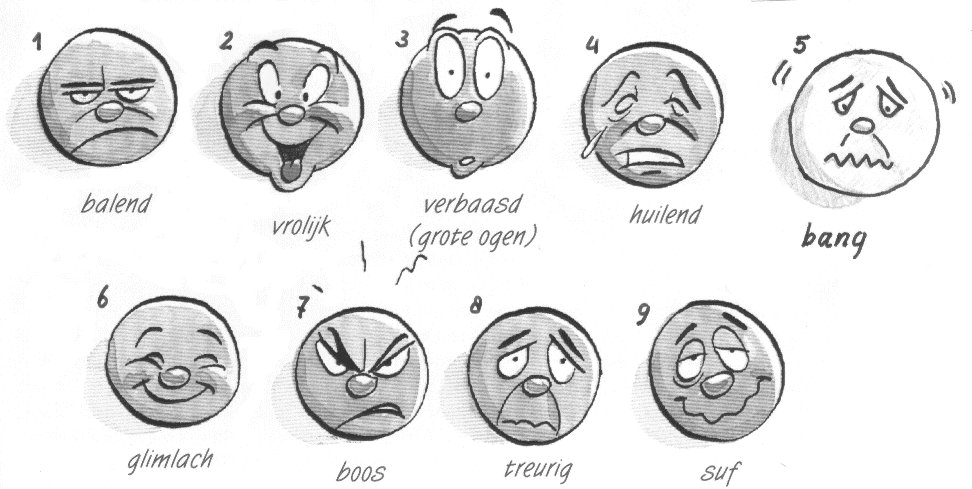 1
2
3
4
5
balend
vrolijk
verbaasd
(grote ogen)
huilend
bang
6
7
8
9
glimlach
boos
treurig
suf